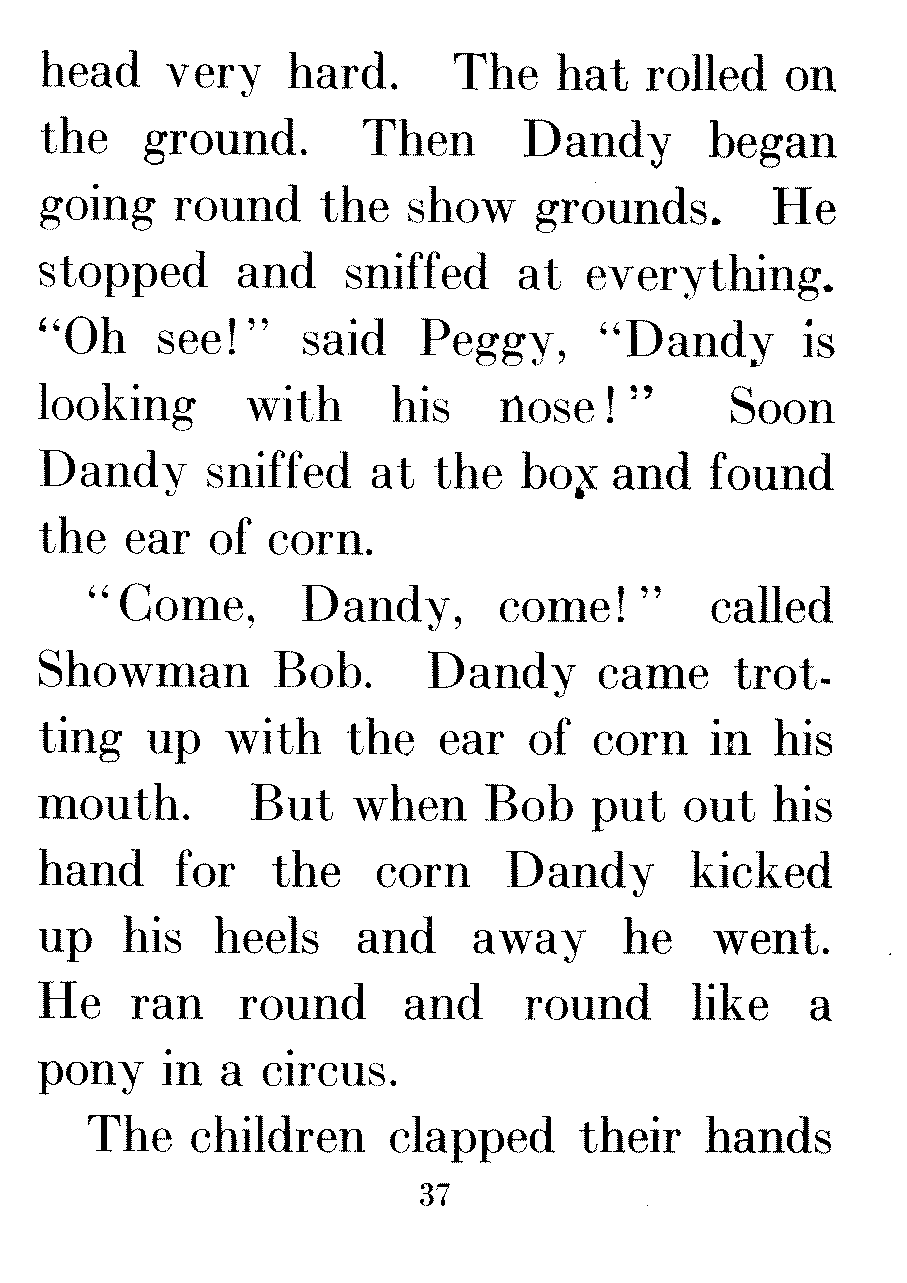 head very hard. The hat rolled on
the ground. Then Dandy began
going round the show grounds. He
stopped and sniffed at everything.
“Oh see!” said Peggy, “Dandy is
looking with his nose!” Soon
Dandy sniffed at the box and found
the ear of corn.
“Come, Dandy, come!” called
Showman Bob. Dandy came trot-
ting up with the ear of corn in his
mouth. But when Bob put out his
hand for the corn Dandy kicked
up his heels and away he went.
He ran round and round like a
pony in a circus.
The children clapped their hands
37